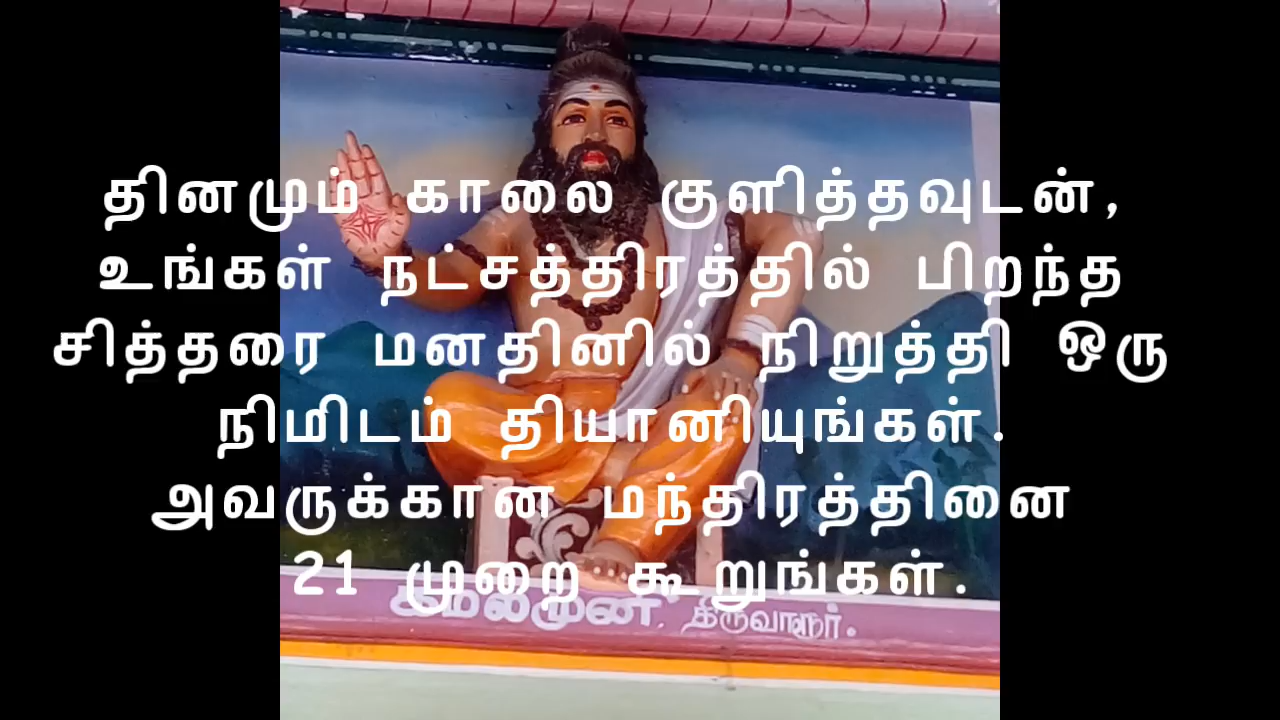 தினமும் காலை குளித்தவுடன்,
உங்கள் நட்சத்திரத்தில் பிறந்த
சித்தரை மனதினில் நிறுத்தி ஒரு
நிமிடம் தியானியுங்கள்.
அவருக்கான மந்திரத்தினை
21 முறை கூறுங்கள்.
கமலமுனி, திருவாரூர்.